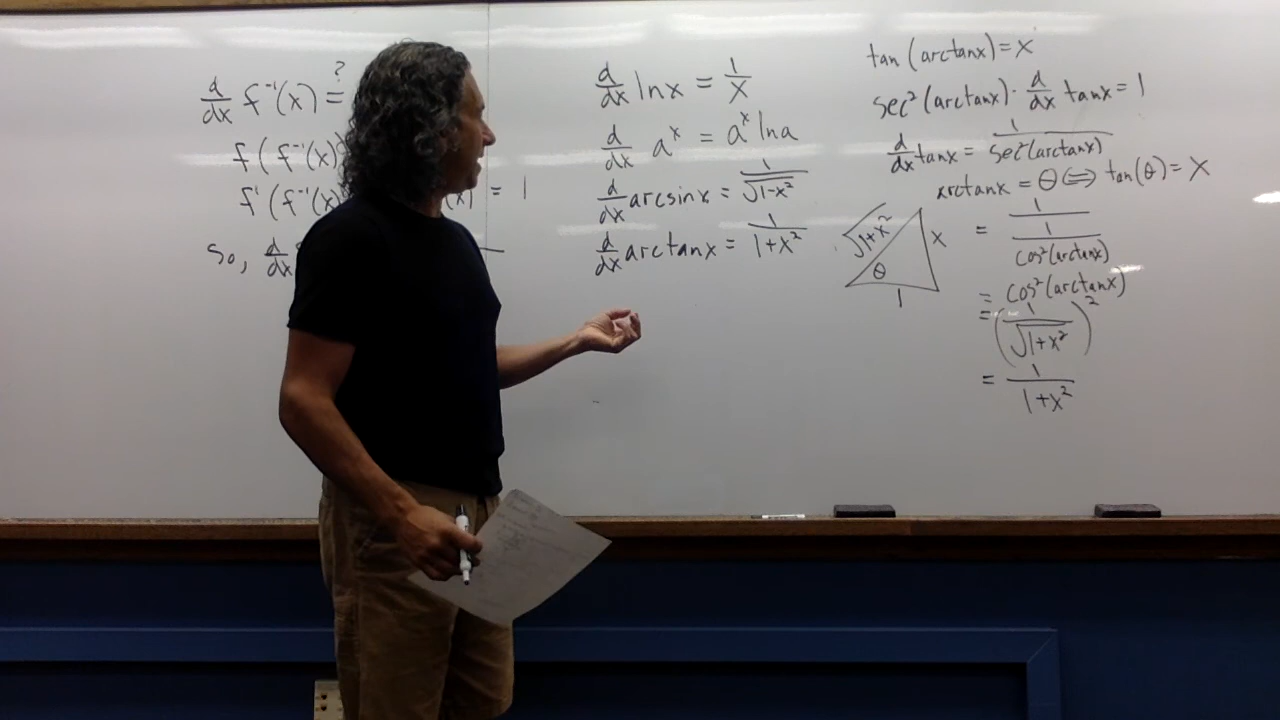 d/dx f⁻¹(x) ?=
f(f⁻¹(x)
f'(f⁻¹(x) (x) = 1
So, d/dx
d/dx ln x = 1/x
d/dx aˣ = aˣ ln a
d/dx arcsin x = 1/√(1-x²)
d/dx arctan x = 1/(1+x²)
tan(arctan x) = x
sec²(arctan x) · d/dx tan x = 1
d/dx tan x = 1/sec²(arctan x)
arctan x = θ ⟺ tan(θ) = x
√(1+x²) x
θ
1
= 1/(1/cos²(arctan x))
= cos²(arctan x)
= (1/√(1+x²))²
= 1/(1+x²)